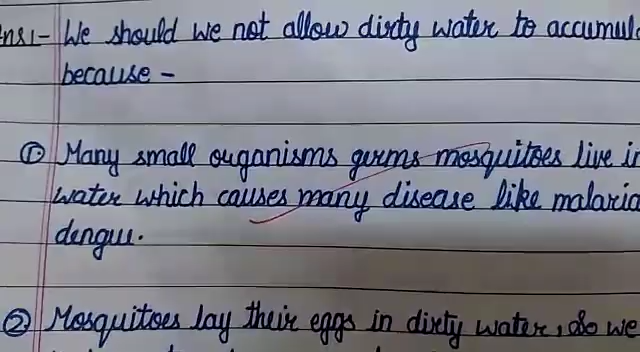 Ans1- We should we not allow dirty water to accumul
because -
① Many small organisms germs mosquitoes live in
water which causes many disease like malaria
dengue.
② Mosquitoes lay their eggs in dirty water, so we